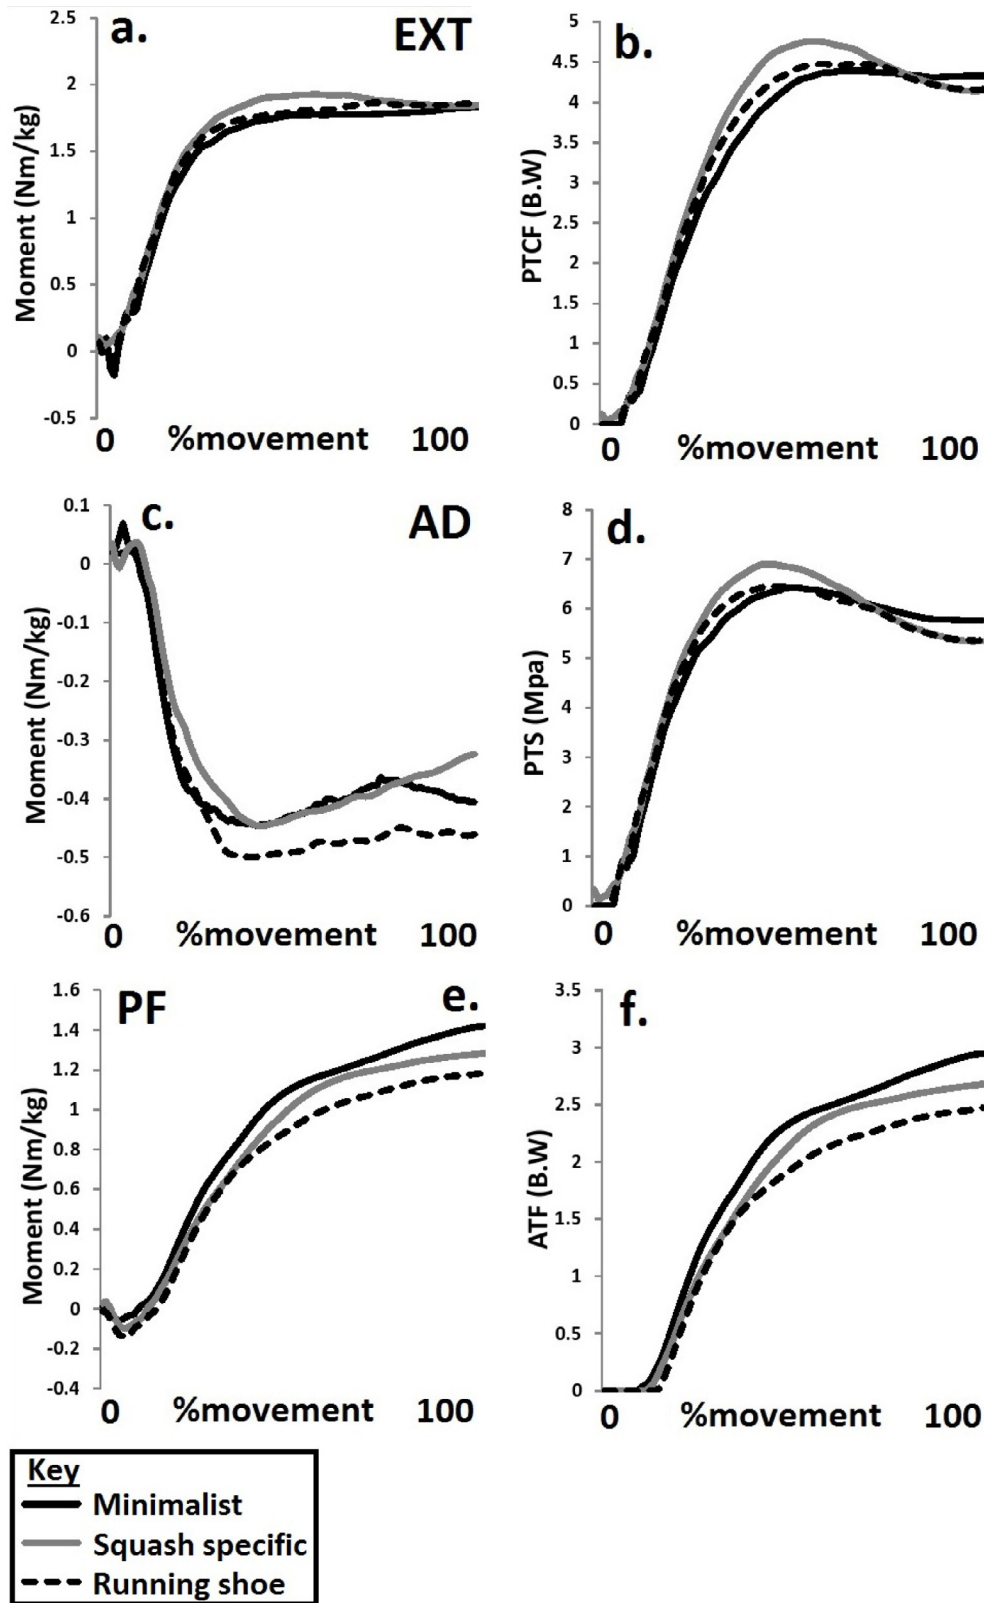 a.
EXT
Moment (Nm/kg)
2.5
2
1.5
1
0.5
0
-0.5
0 %movement 100
b.
PTCF (B.W)
5
4.5
4
3.5
3
2.5
2
1.5
1
0.5
0
0 %movement 100
c.
AD
Moment (Nm/kg)
0.1
0
-0.1
-0.2
-0.3
-0.4
-0.5
-0.6
0 %movement 100
d.
PTS (Mpa)
8
7
6
5
4
3
2
1
0
0 %movement 100
PF
e.
Moment (Nm/kg)
1.6
1.4
1.2
1
0.8
0.6
0.4
0.2
0
-0.2
-0.4
0 %movement 100
f.
ATF (B.W)
3.5
3
2.5
2
1.5
1
0.5
0
0 %movement 100
Key
Minimalist
Squash specific
Running shoe